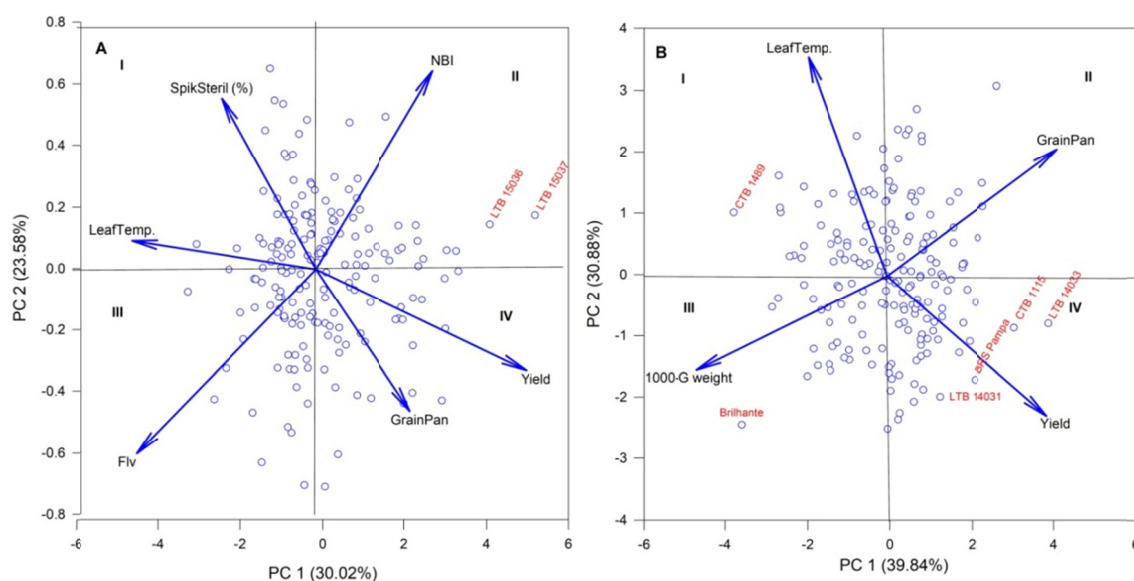 A
I
II
III
IV
NBI
SpikSteril (%)
LeafTemp.
Flv
GrainPan
Yield
LTB 15036
LTB 15037
PC 2 (23.58%)
0.8
0.6
0.4
0.2
0.0
-0.2
-0.4
-0.6
-0.8
-6
-4
-2
0
2
4
6
PC 1 (30.02%)
B
I
II
III
IV
LeafTemp.
GrainPan
CTB 1489
1000-G weight
Brilhante
BRS Pampa
CTB 1115
LTB 14033
LTB 14031
Yield
PC 2 (30.88%)
4
3
2
1
0
-1
-2
-3
-4
-6
-4
-2
0
2
4
6
PC 1 (39.84%)